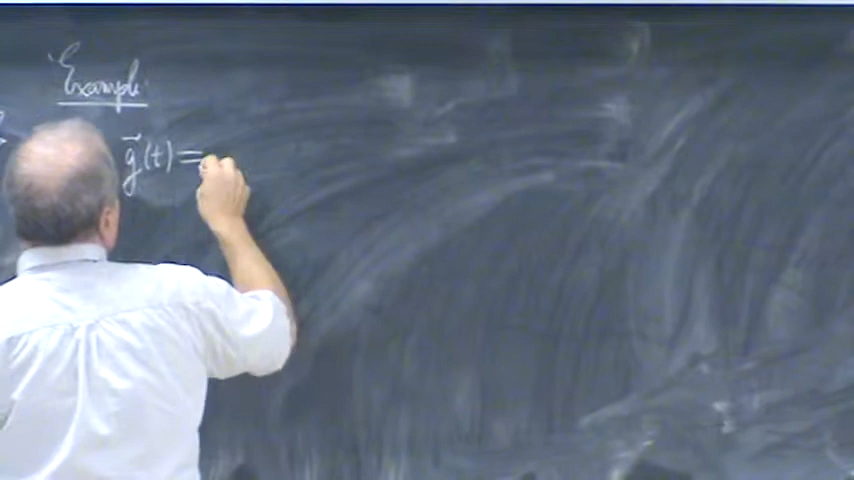 Example
g⃗(t) =